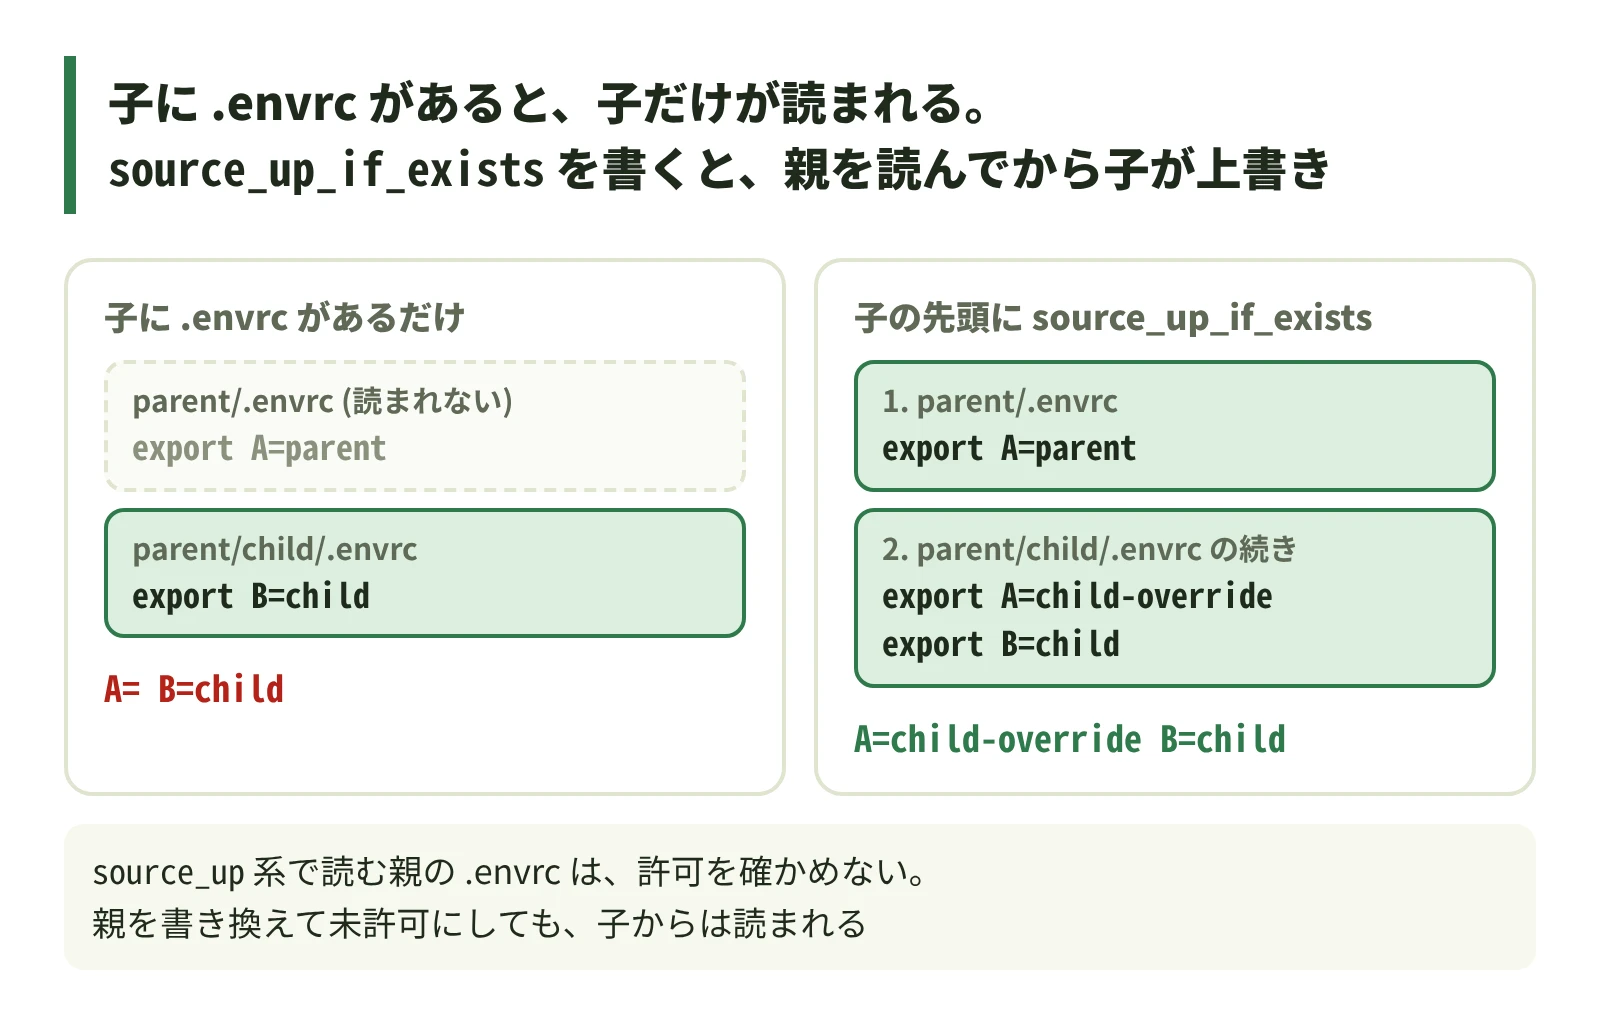 子に .envrc があると、子だけが読まれる。
source_up_if_exists を書くと、親を読んでから子が上書き
子に .envrc があるだけ
parent/.envrc (読まれない)
export A=parent
parent/child/.envrc
export B=child
A= B=child
子の先頭に source_up_if_exists
1. parent/.envrc
export A=parent
2. parent/child/.envrc の続き
export A=child-override
export B=child
A=child-override B=child
source_up 系で読む親の .envrc は、許可を確かめない。
親を書き換えて未許可にしても、子からは読まれる